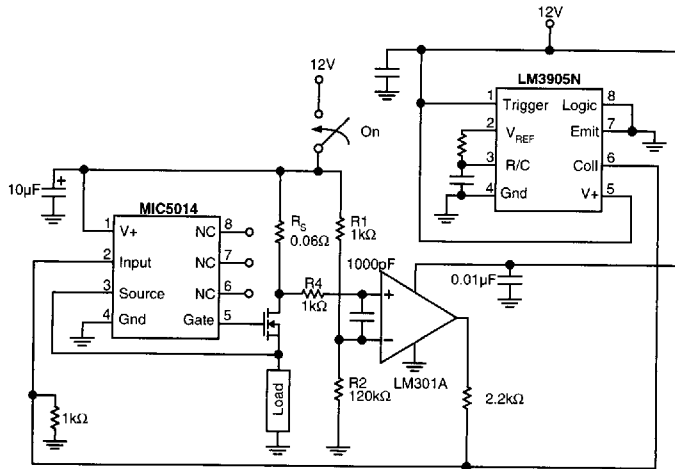 12V
12V
LM3905N
1 Trigger Logic 8
2 VREF Emit 7
3 R/C Coll 6
4 Gnd V+ 5
On
10µF
+
MIC5014
1 V+ NC 8
2 Input NC 7
3 Source NC 6
4 Gnd Gate 5
RS
0.06Ω
R1
1kΩ
1000pF
R4
1kΩ
+
−
LM301A
0.01µF
R2
120kΩ
Load
2.2kΩ
1kΩ